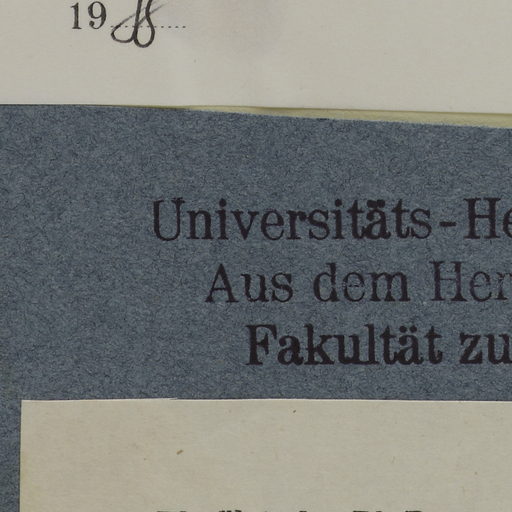 19
Universitäts-He
Aus dem Her
Fakultät zu